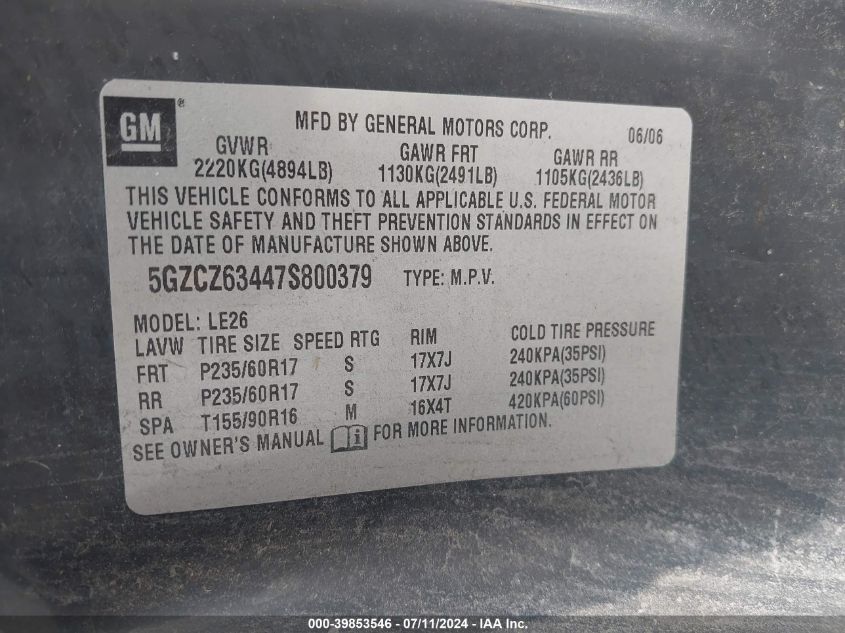 GM®
MFD BY GENERAL MOTORS CORP. 06/06
GVWR GAWR FRT GAWR RR
2220KG(4894LB) 1130KG(2491LB) 1105KG(2436LB)
THIS VEHICLE CONFORMS TO ALL APPLICABLE U.S. FEDERAL MOTOR
VEHICLE SAFETY AND THEFT PREVENTION STANDARDS IN EFFECT ON
THE DATE OF MANUFACTURE SHOWN ABOVE.
5GZCZ63447S800379 TYPE: M.P.V.
MODEL: LE26
LAVW TIRE SIZE SPEED RTG RIM COLD TIRE PRESSURE
FRT P235/60R17 S 17X7J 240KPA(35PSI)
RR P235/60R17 S 17X7J 240KPA(35PSI)
SPA T155/90R16 M 16X4T 420KPA(60PSI)
SEE OWNER'S MANUAL i FOR MORE INFORMATION.
000-39853546 - 07/11/2024 - IAA Inc.